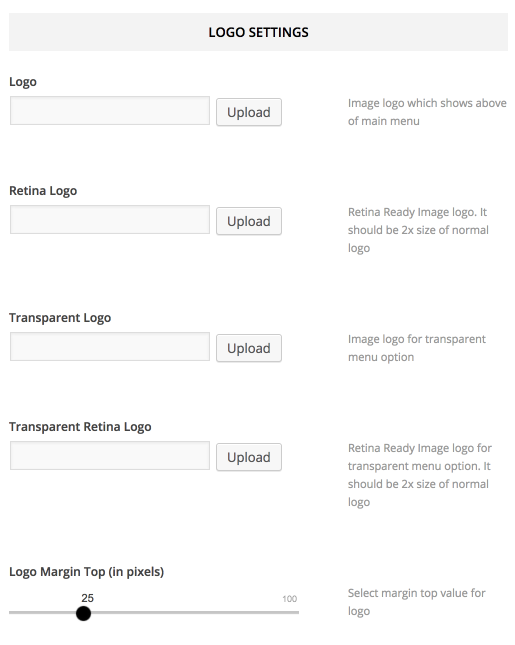 LOGO SETTINGS
Logo
Upload
Image logo which shows above
of main menu
Retina Logo
Upload
Retina Ready Image logo. It
should be 2x size of normal
logo
Transparent Logo
Upload
Image logo for transparent
menu option
Transparent Retina Logo
Upload
Retina Ready Image logo for
transparent menu option. It
should be 2x size of normal
logo
Logo Margin Top (in pixels)
25
100
Select margin top value for
logo